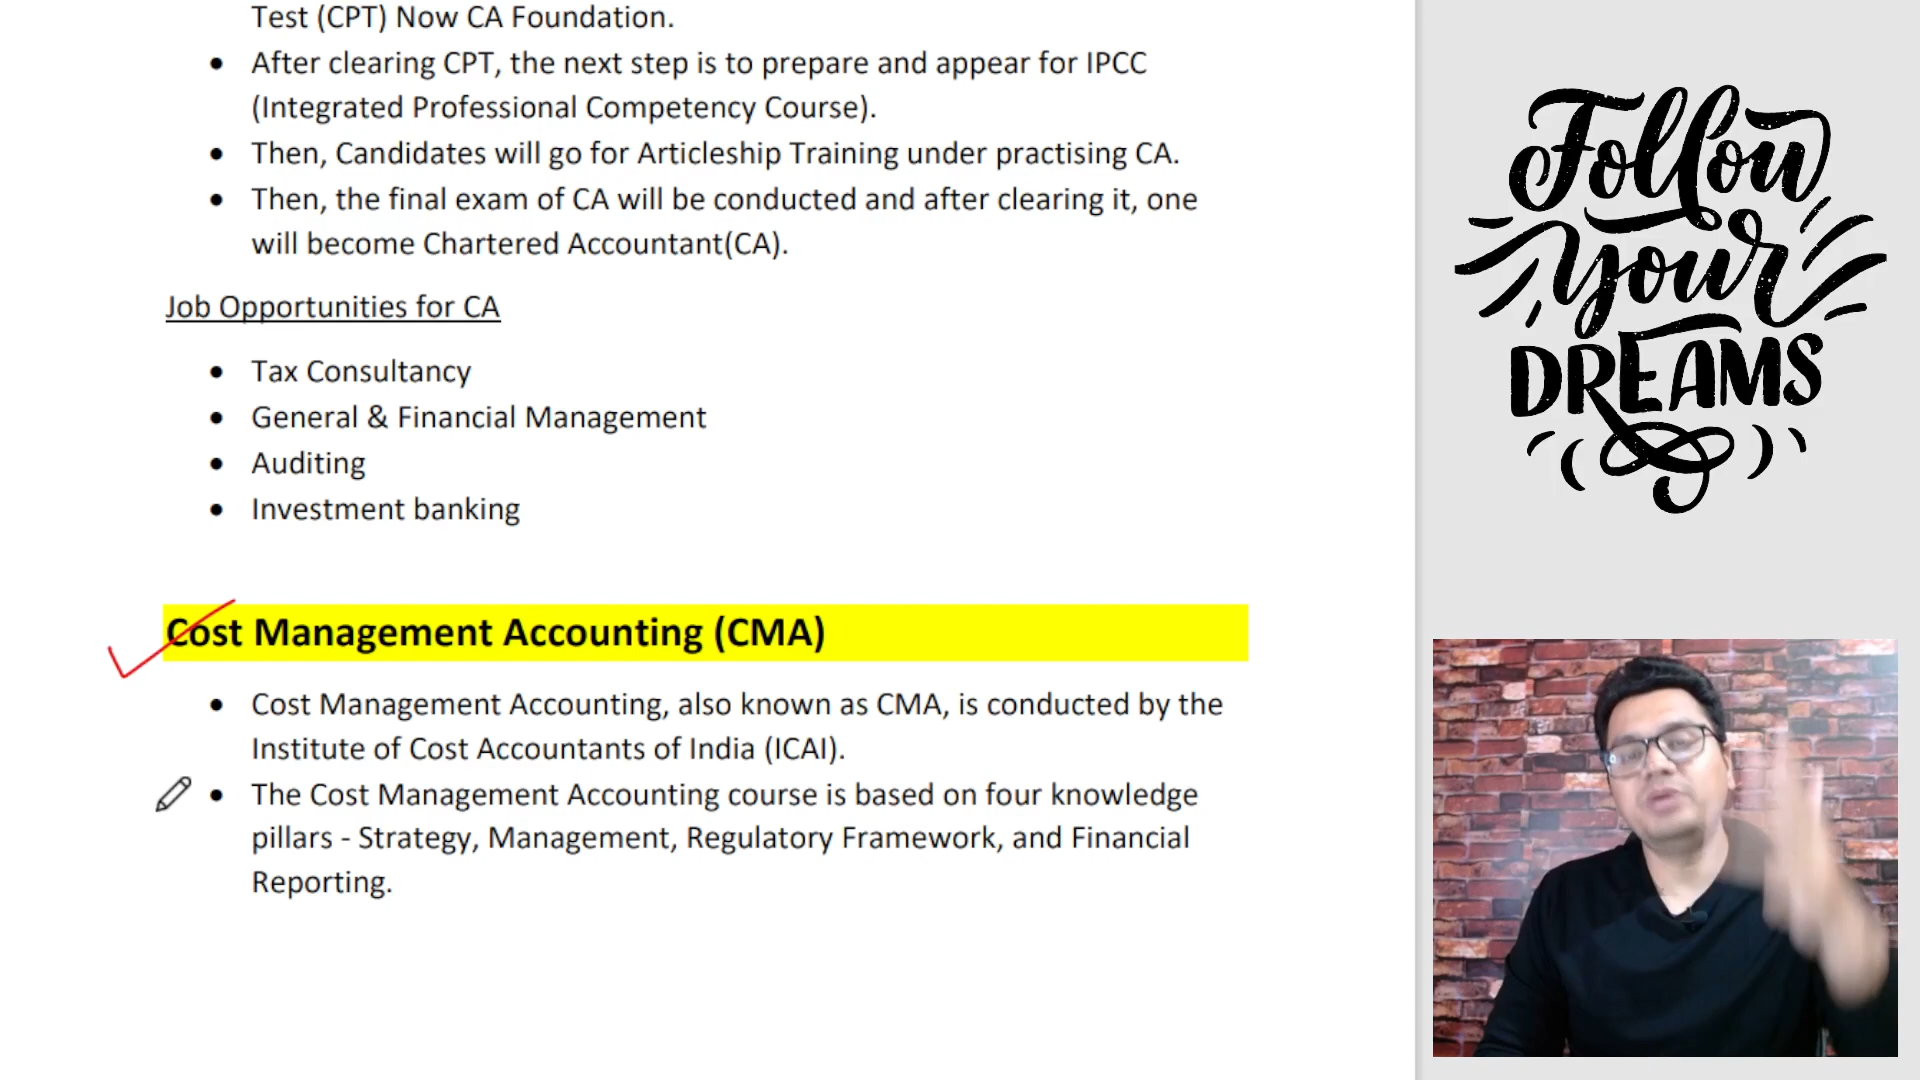 Test (CPT) Now CA Foundation.
• After clearing CPT, the next step is to prepare and appear for IPCC
(Integrated Professional Competency Course).
• Then, Candidates will go for Articleship Training under practising CA.
• Then, the final exam of CA will be conducted and after clearing it, one
will become Chartered Accountant(CA).
Job Opportunities for CA
• Tax Consultancy
• General & Financial Management
• Auditing
• Investment banking
Cost Management Accounting (CMA)
• Cost Management Accounting, also known as CMA, is conducted by the
Institute of Cost Accountants of India (ICAI).
• The Cost Management Accounting course is based on four knowledge
pillars - Strategy, Management, Regulatory Framework, and Financial
Reporting.
Follow
Your
DREAMS